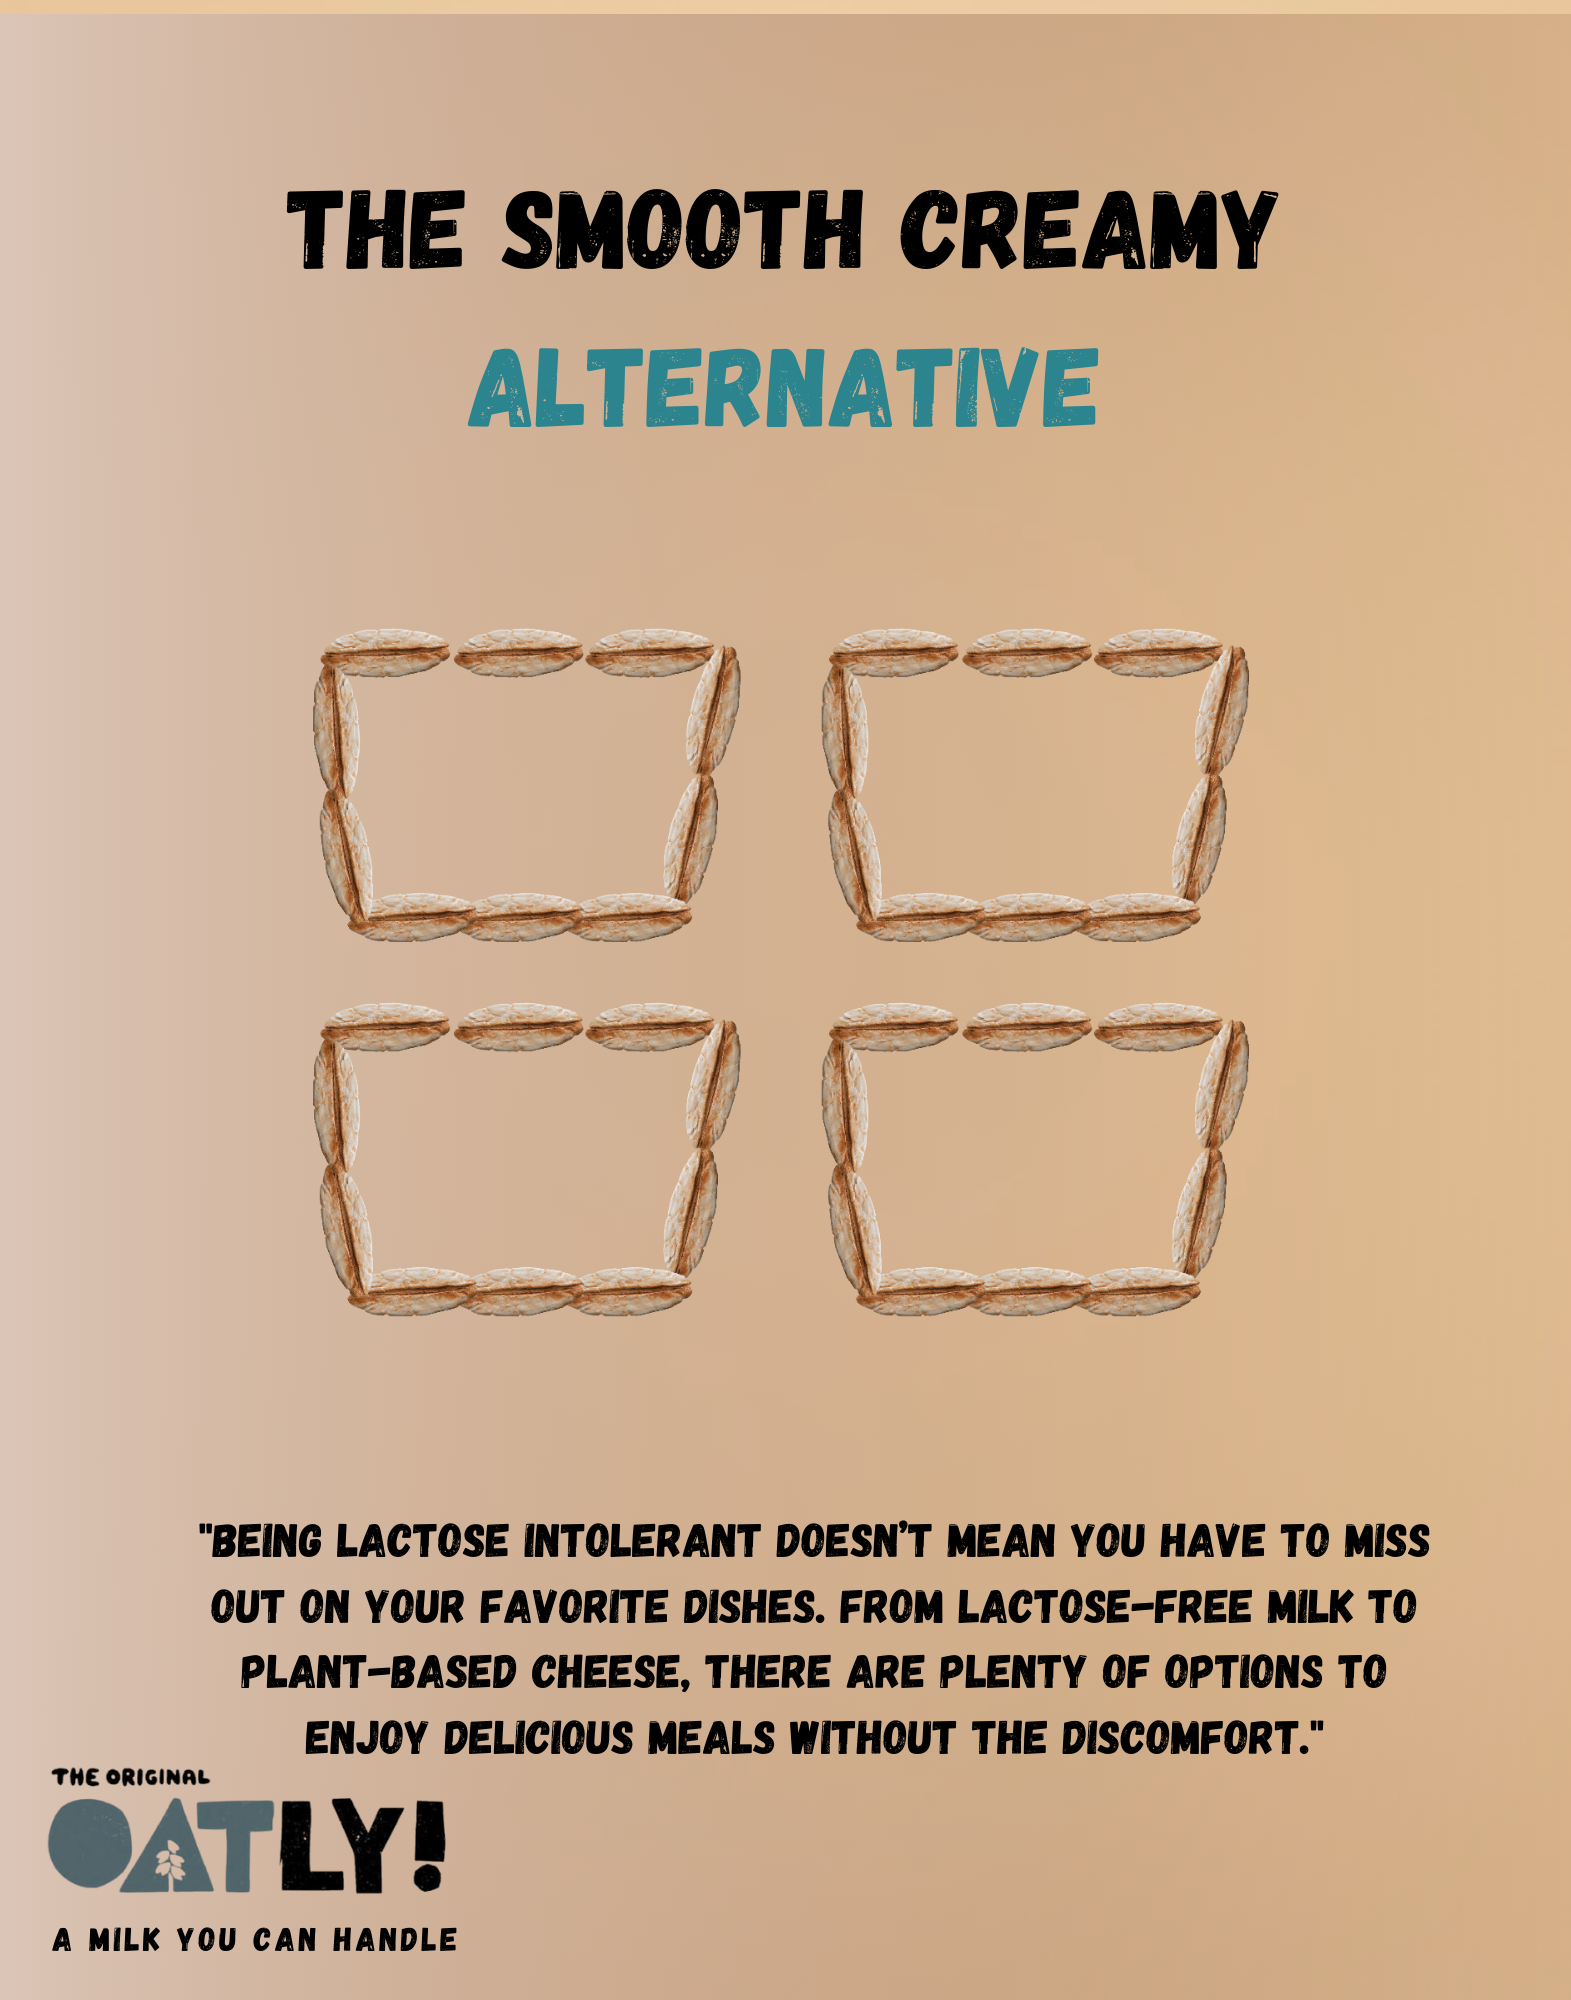 THE SMOOTH CREAMY
ALTERNATIVE
"BEING LACTOSE INTOLERANT DOESN'T MEAN YOU HAVE TO MISS
OUT ON YOUR FAVORITE DISHES. FROM LACTOSE-FREE MILK TO
PLANT-BASED CHEESE, THERE ARE PLENTY OF OPTIONS TO
ENJOY DELICIOUS MEALS WITHOUT THE DISCOMFORT."
THE ORIGINAL
OATLY!
A MILK YOU CAN HANDLE